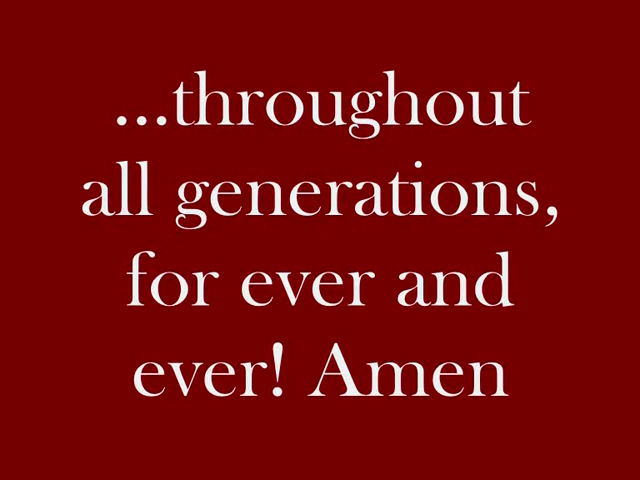 ...throughout
all generations,
for ever and
ever! Amen